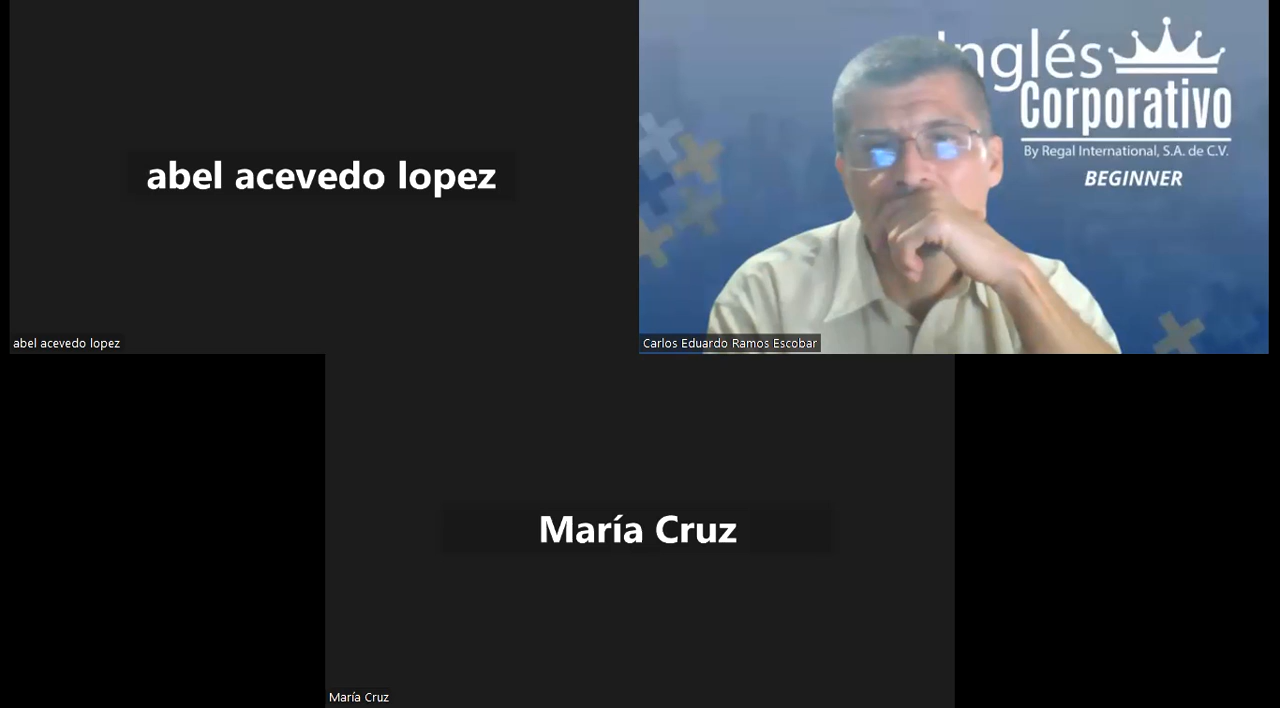 abel acevedo lopez
abel acevedo lopez
Inglés
Corporativo
By Regal International, S.A. de C.V.
BEGINNER
Carlos Eduardo Ramos Escobar
María Cruz
María Cruz